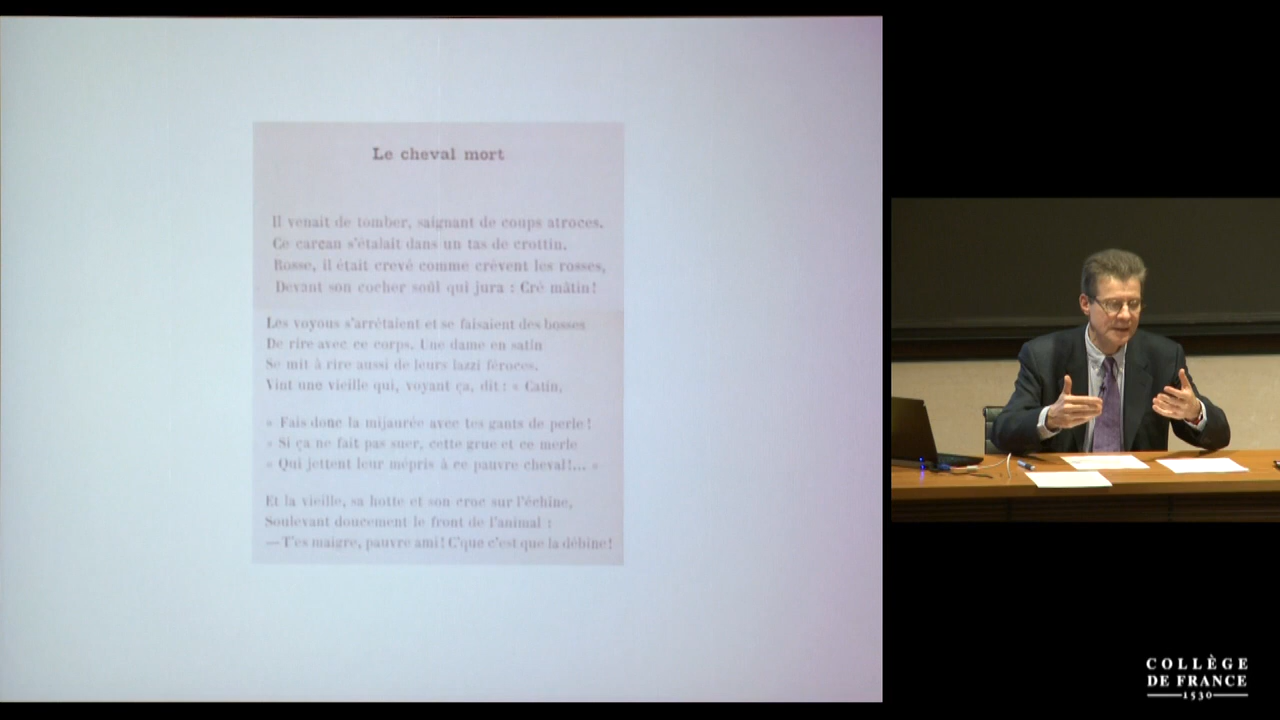 Le cheval mort
Il venait de tomber, saignant de coups atroces.
Ce carcan s'étalait dans un tas de crottin.
Rosse, il était crevé comme crèvent les rosses,
Devant son cocher soûl qui jura : Cré mâtin!
Les voyous s'arrêtaient et se faisaient des bosses
De rire avec ce corps. Une dame en satin
Se mit à rire aussi de leurs lazzi féroces.
Vint une vieille qui, voyant ça, dit : « Catin,
« Fais donc la mijaurée avec tes gants de perle!
« Si ça ne fait pas suer, cette grue et ce merle
« Qui jettent leur mépris à ce pauvre cheval!... »
Et la vieille, sa hotte et son croc sur l'échine,
Soulevant doucement le front de l'animal :
— T'es maigre, pauvre ami! C'que c'est que la débine!
COLLÈGE
DE FRANCE
1530